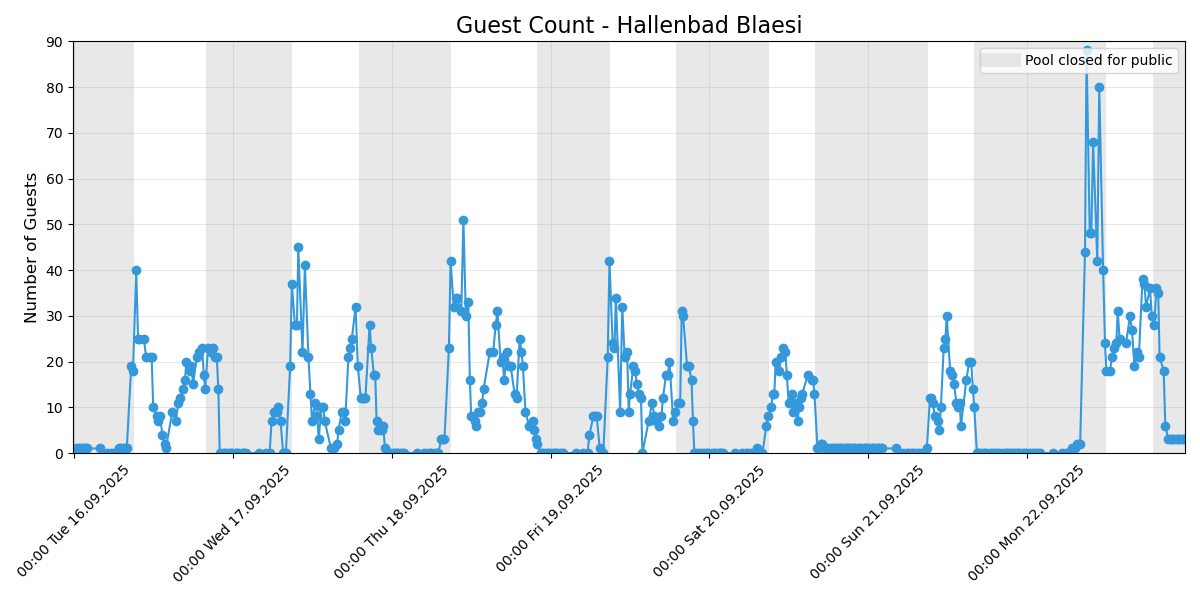 Guest Count - Hallenbad Blaesi
Pool closed for public
Number of Guests
90
80
70
60
50
40
30
20
10
0
00:00 Tue 16.09.2025
00:00 Wed 17.09.2025
00:00 Thu 18.09.2025
00:00 Fri 19.09.2025
00:00 Sat 20.09.2025
00:00 Sun 21.09.2025
00:00 Mon 22.09.2025